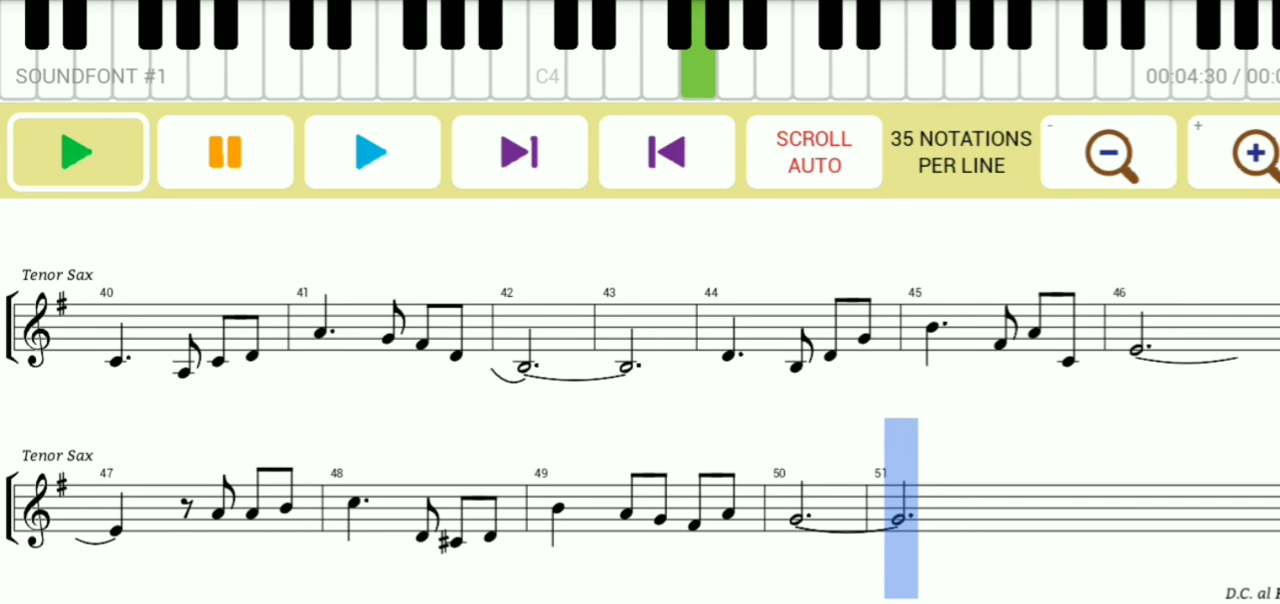 SOUNDFONT #1 C4 00:04:30 / 00:0
SCROLL AUTO
35 NOTATIONS PER LINE
-
+
Tenor Sax
40 41 42 43 44 45 46
Tenor Sax
47 48 49 50 51
D.C. al